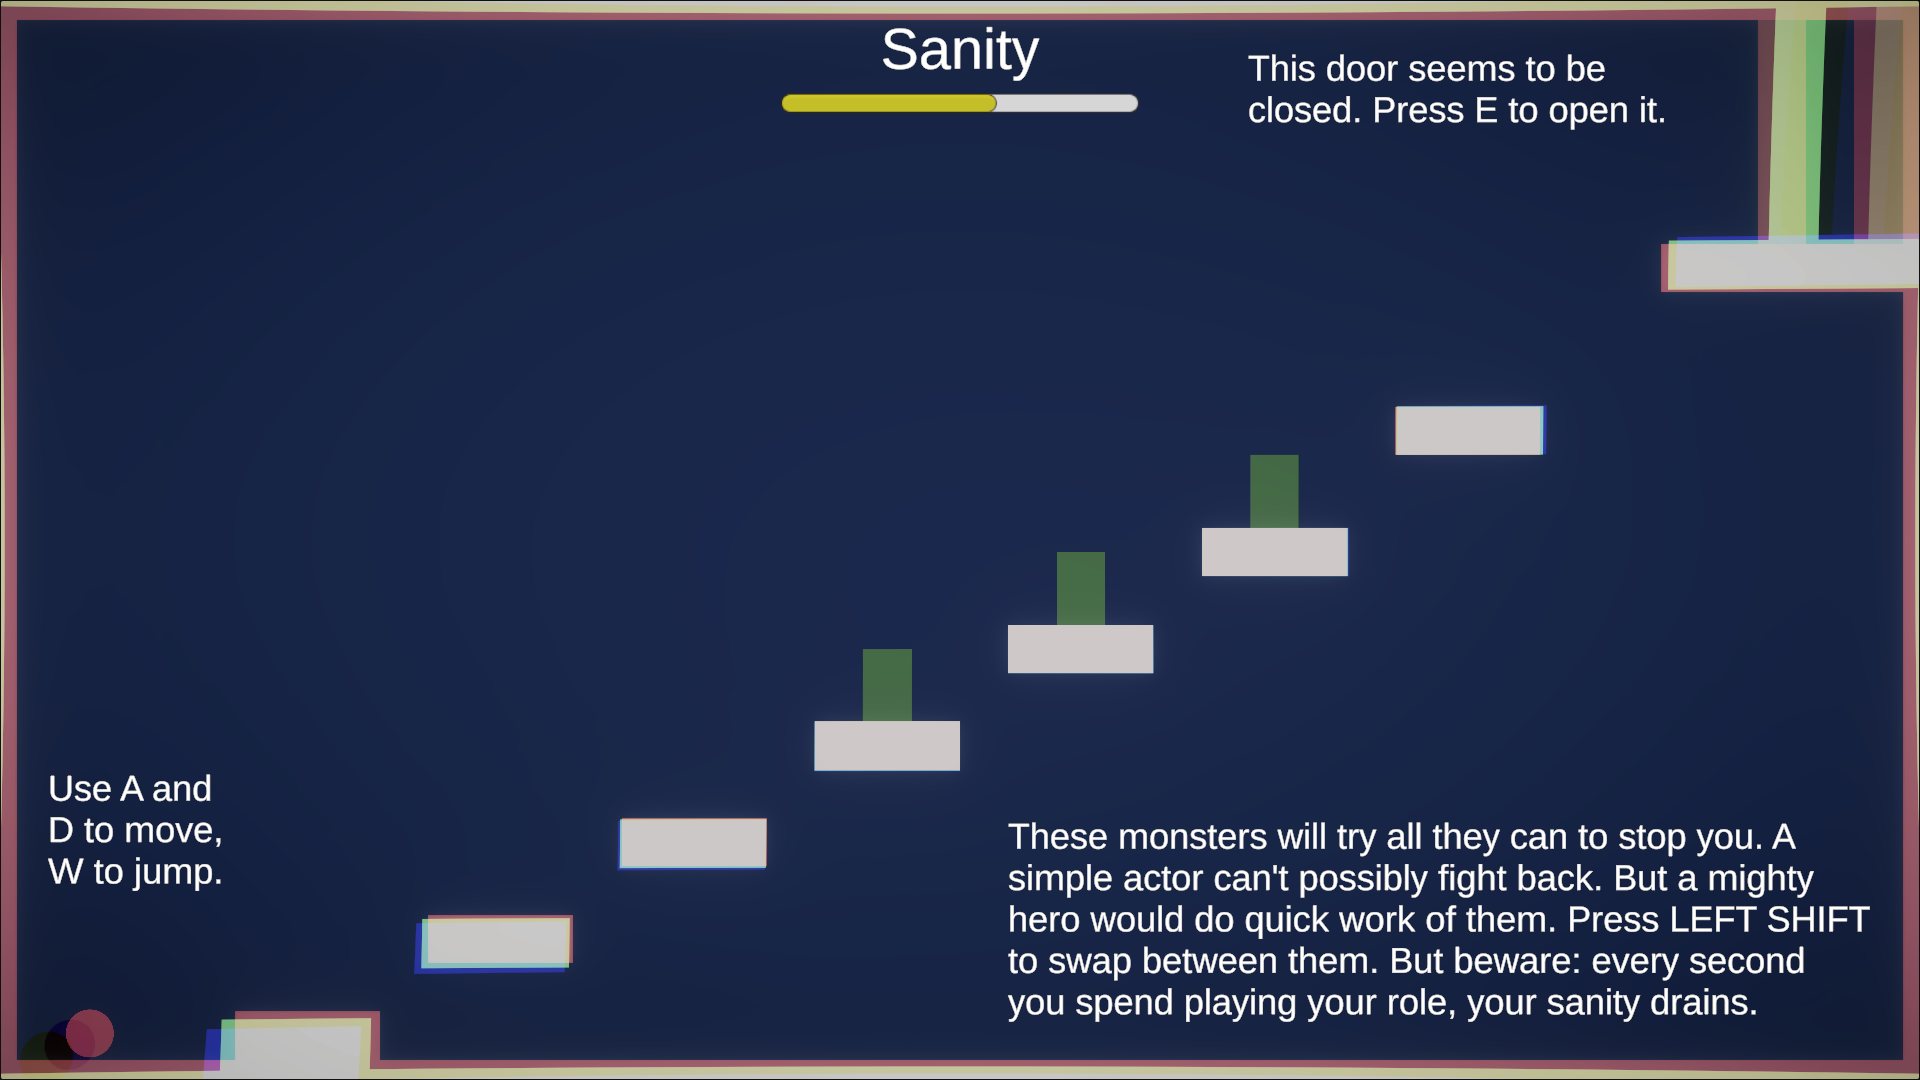 Sanity
This door seems to be
closed. Press E to open it.
Use A and
D to move,
W to jump.
These monsters will try all they can to stop you. A
simple actor can't possibly fight back. But a mighty
hero would do quick work of them. Press LEFT SHIFT
to swap between them. But beware: every second
you spend playing your role, your sanity drains.